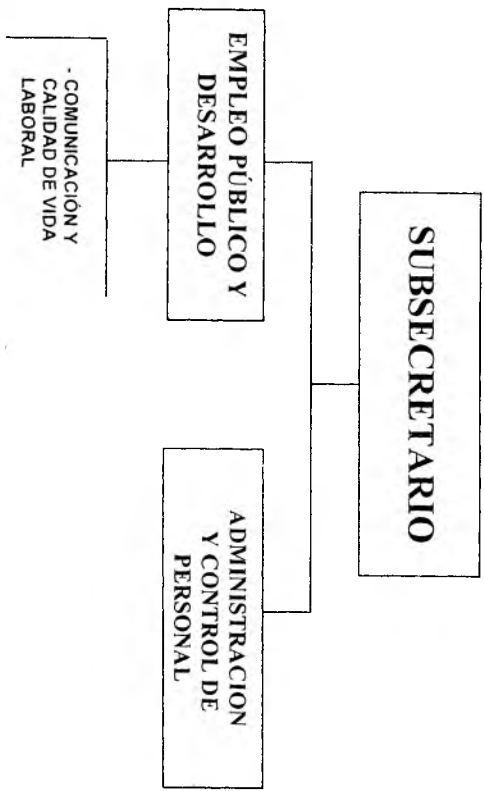 SUBSECRETARIO
EMPLEO PÚBLICO Y
DESARROLLO
ADMINISTRACION
Y CONTROL DE
PERSONAL
- COMUNICACIÓN Y
CALIDAD DE VIDA
LABORAL